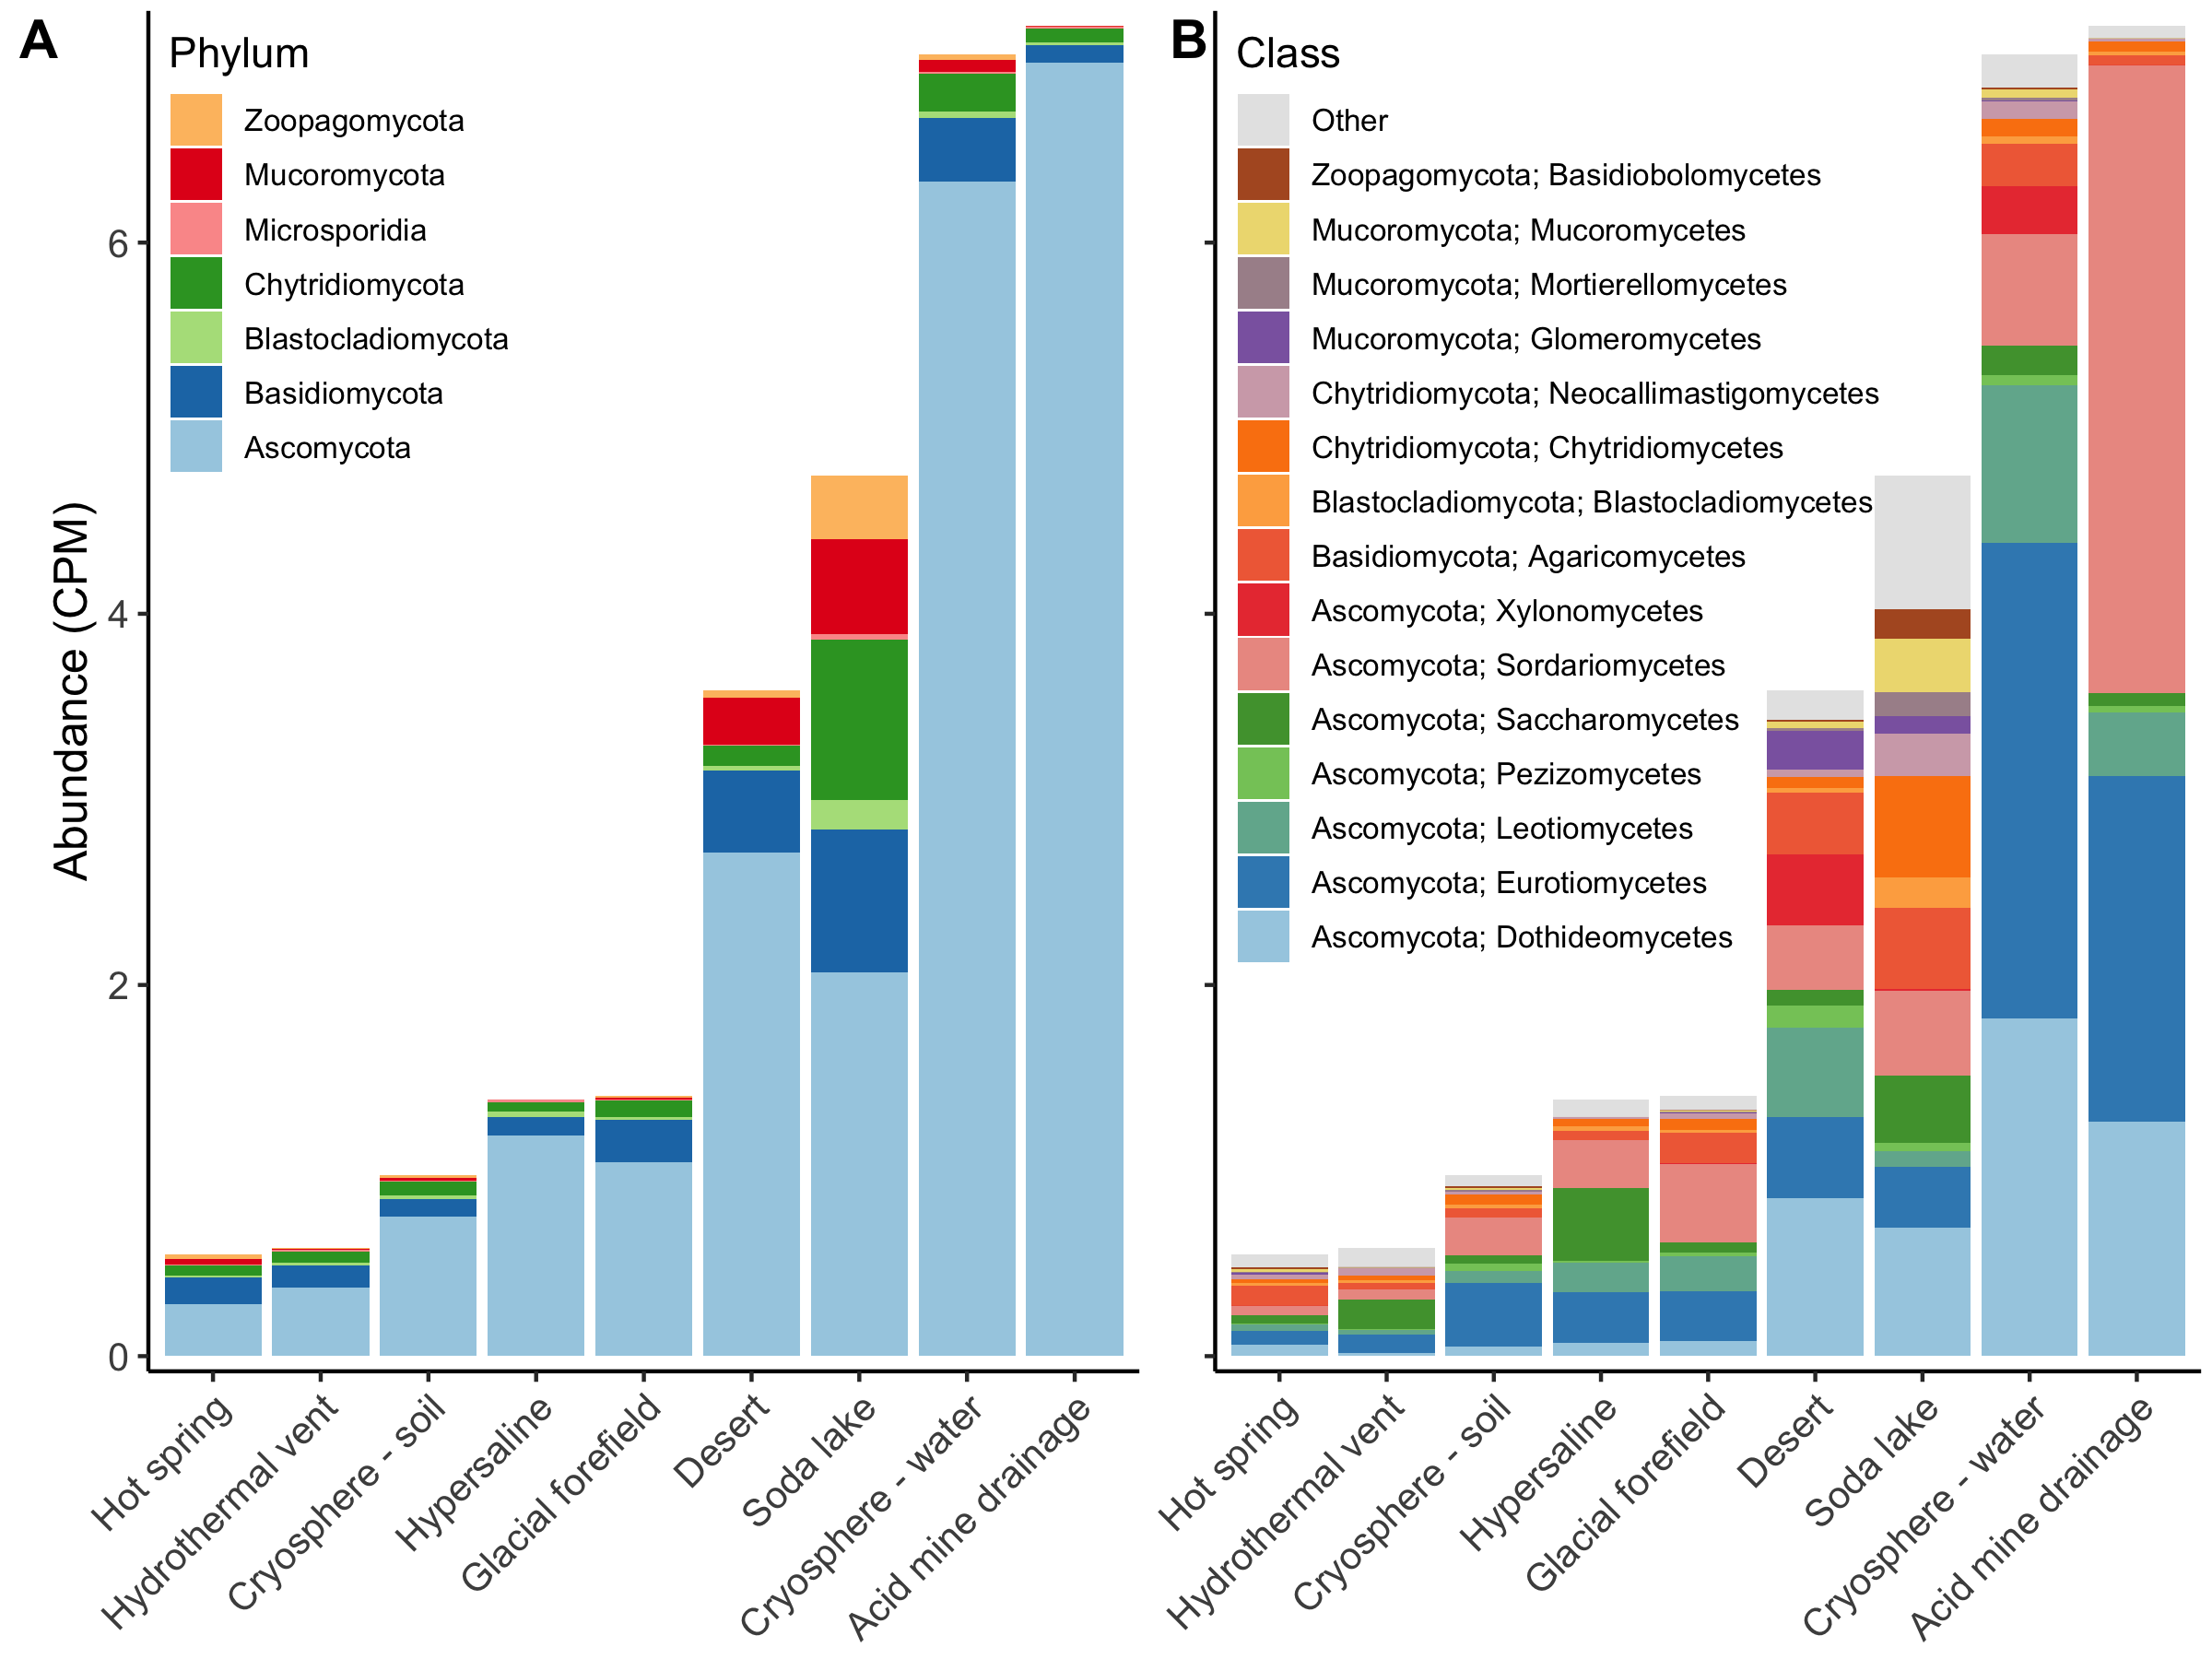 A
Phylum
Zoopagomycota
Mucoromycota
Microsporidia
Chytridiomycota
Blastocladiomycota
Basidiomycota
Ascomycota
Abundance (CPM)
6
4
2
0
Hot spring
Hydrothermal vent
Cryosphere - soil
Hypersaline
Glacial forefield
Desert
Soda lake
Cryosphere - water
Acid mine drainage
B
Class
Other
Zoopagomycota; Basidiobolomycetes
Mucoromycota; Mucoromycetes
Mucoromycota; Mortierellomycetes
Mucoromycota; Glomeromycetes
Chytridiomycota; Neocallimastigomycetes
Chytridiomycota; Chytridiomycetes
Blastocladiomycota; Blastocladiomycetes
Basidiomycota; Agaricomycetes
Ascomycota; Xylonomycetes
Ascomycota; Sordariomycetes
Ascomycota; Saccharomycetes
Ascomycota; Pezizomycetes
Ascomycota; Leotiomycetes
Ascomycota; Eurotiomycetes
Ascomycota; Dothideomycetes
Hot spring
Hydrothermal vent
Cryosphere - soil
Hypersaline
Glacial forefield
Desert
Soda lake
Cryosphere - water
Acid mine drainage